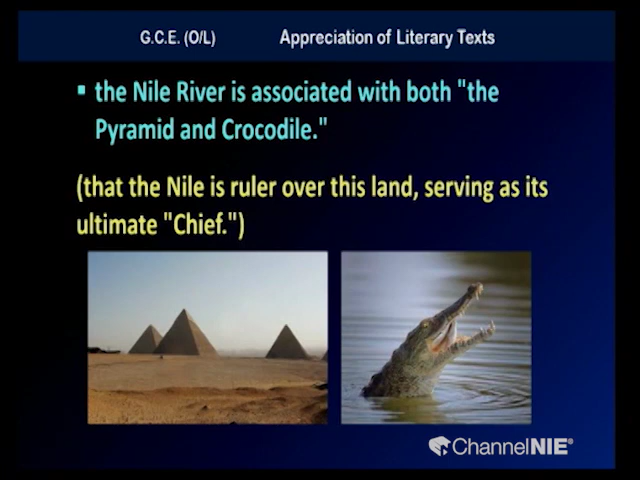 G.C.E. (O/L) Appreciation of Literary Texts
▪ the Nile River is associated with both "the
Pyramid and Crocodile."
(that the Nile is ruler over this land, serving as its
ultimate "Chief.")
ChannelNIE®